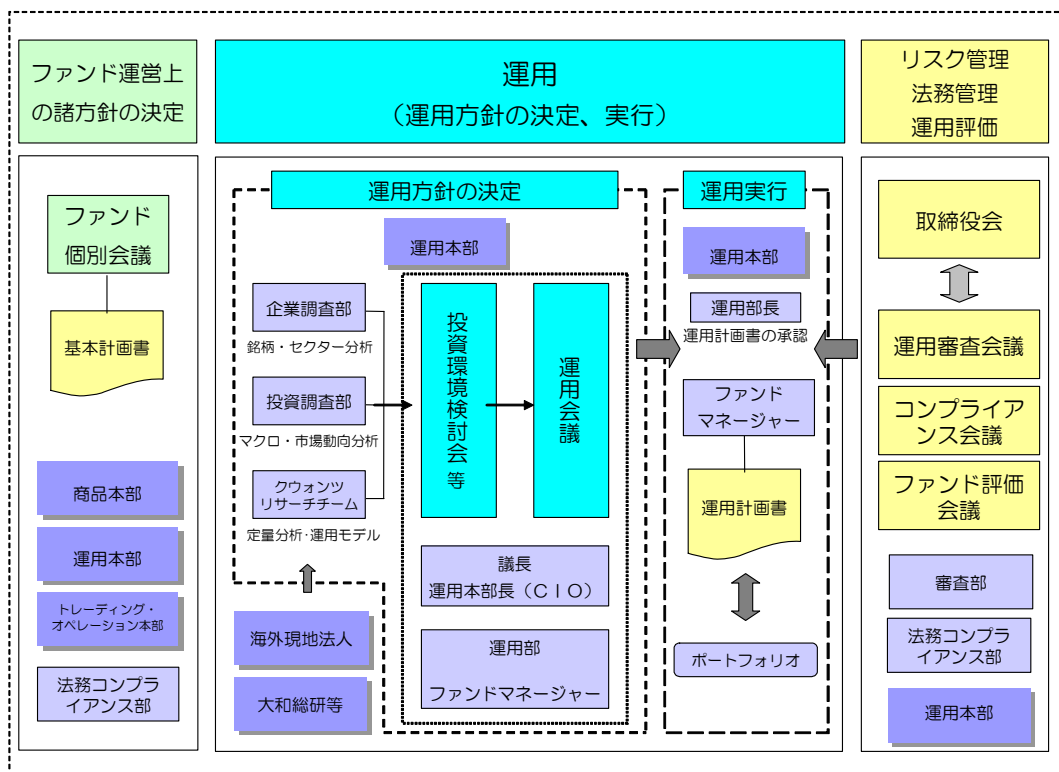 ファンド運営上
の諸方針の決定
運用
（運用方針の決定、実行）
リスク管理
法務管理
運用評価
ファンド
個別会議
基本計画書
商品本部
運用本部
トレーディング・
オペレーション本部
法務コンプラ
イアンス部
運用方針の決定
運用本部
企業調査部
銘柄・セクター分析
投資調査部
マクロ・市場動向分析
クウォンツ
リサーチチーム
定量分析・運用モデル
海外現地法人
大和総研等
投資環境検討会等
運用会議
議長
運用本部長（ＣＩＯ）
運用部
ファンドマネージャー
運用実行
運用本部
運用部長
運用計画書の承認
ファンド
マネージャー
運用計画書
ポートフォリオ
取締役会
運用審査会議
コンプライア
ンス会議
ファンド評価
会議
審査部
法務コンプラ
イアンス部
運用本部